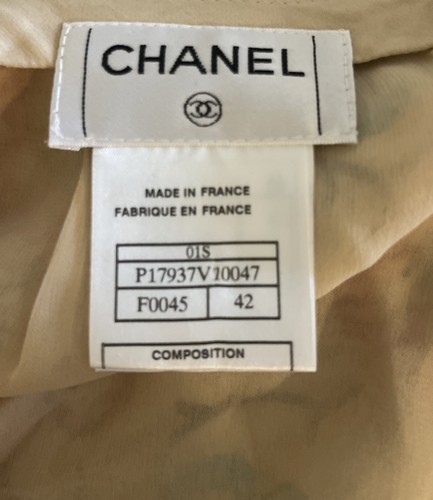 CHANEL
MADE IN FRANCE
FABRIQUE EN FRANCE
01S
P17937V10047
F0045 42
COMPOSITION